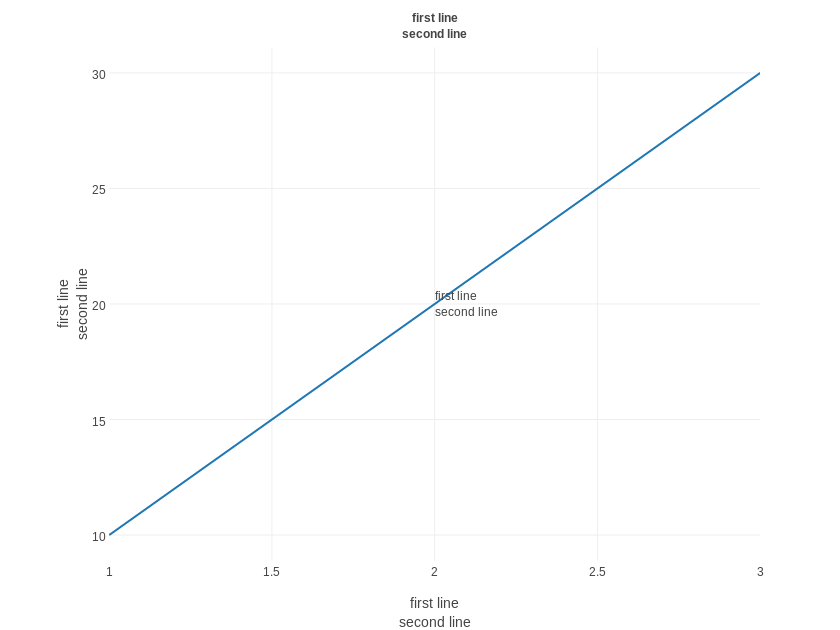 first line
second line
30
25
20
15
10
first line
second line
first line
second line
1
1.5
2
2.5
3
first line
second line